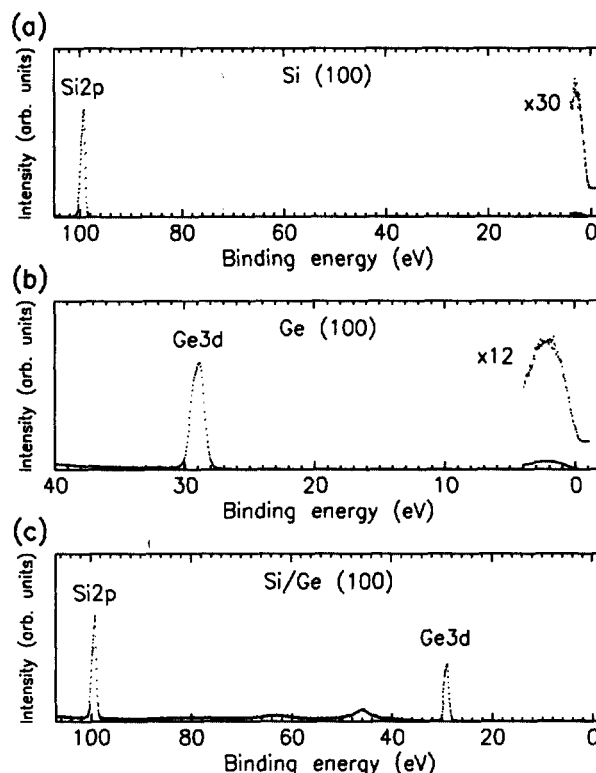 (a)
Intensity (arb. units)
Si2p
Si (100)
x30
100 80 60 40 20 0
Binding energy (eV)
(b)
Intensity (arb. units)
Ge3d
Ge (100)
x12
40 30 20 10 0
Binding energy (eV)
(c)
Intensity (arb. units)
Si2p
Si/Ge (100)
Ge3d
100 80 60 40 20 0
Binding energy (eV)